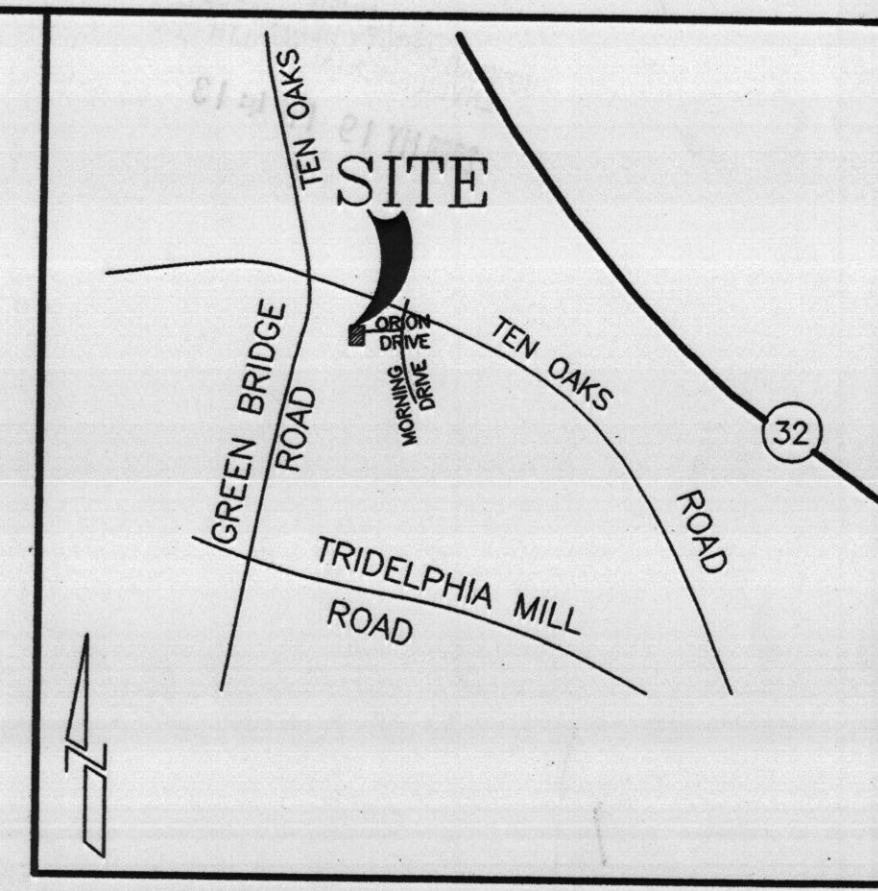 TEN OAKS
SITE
ORION
DRIVE
MORNING
DRIVE
TEN OAKS
ROAD
32
GREEN BRIDGE
ROAD
TRIDELPHIA MILL
ROAD